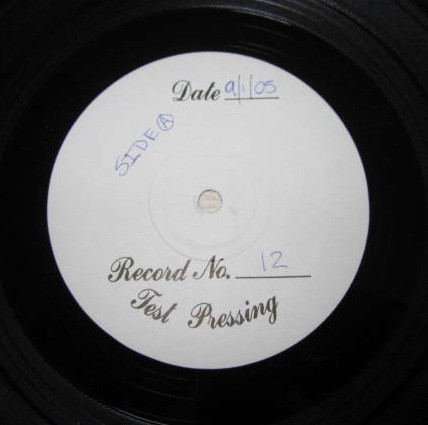 Date 9/1/05
SIDE A
Record No. 12
Test Pressing